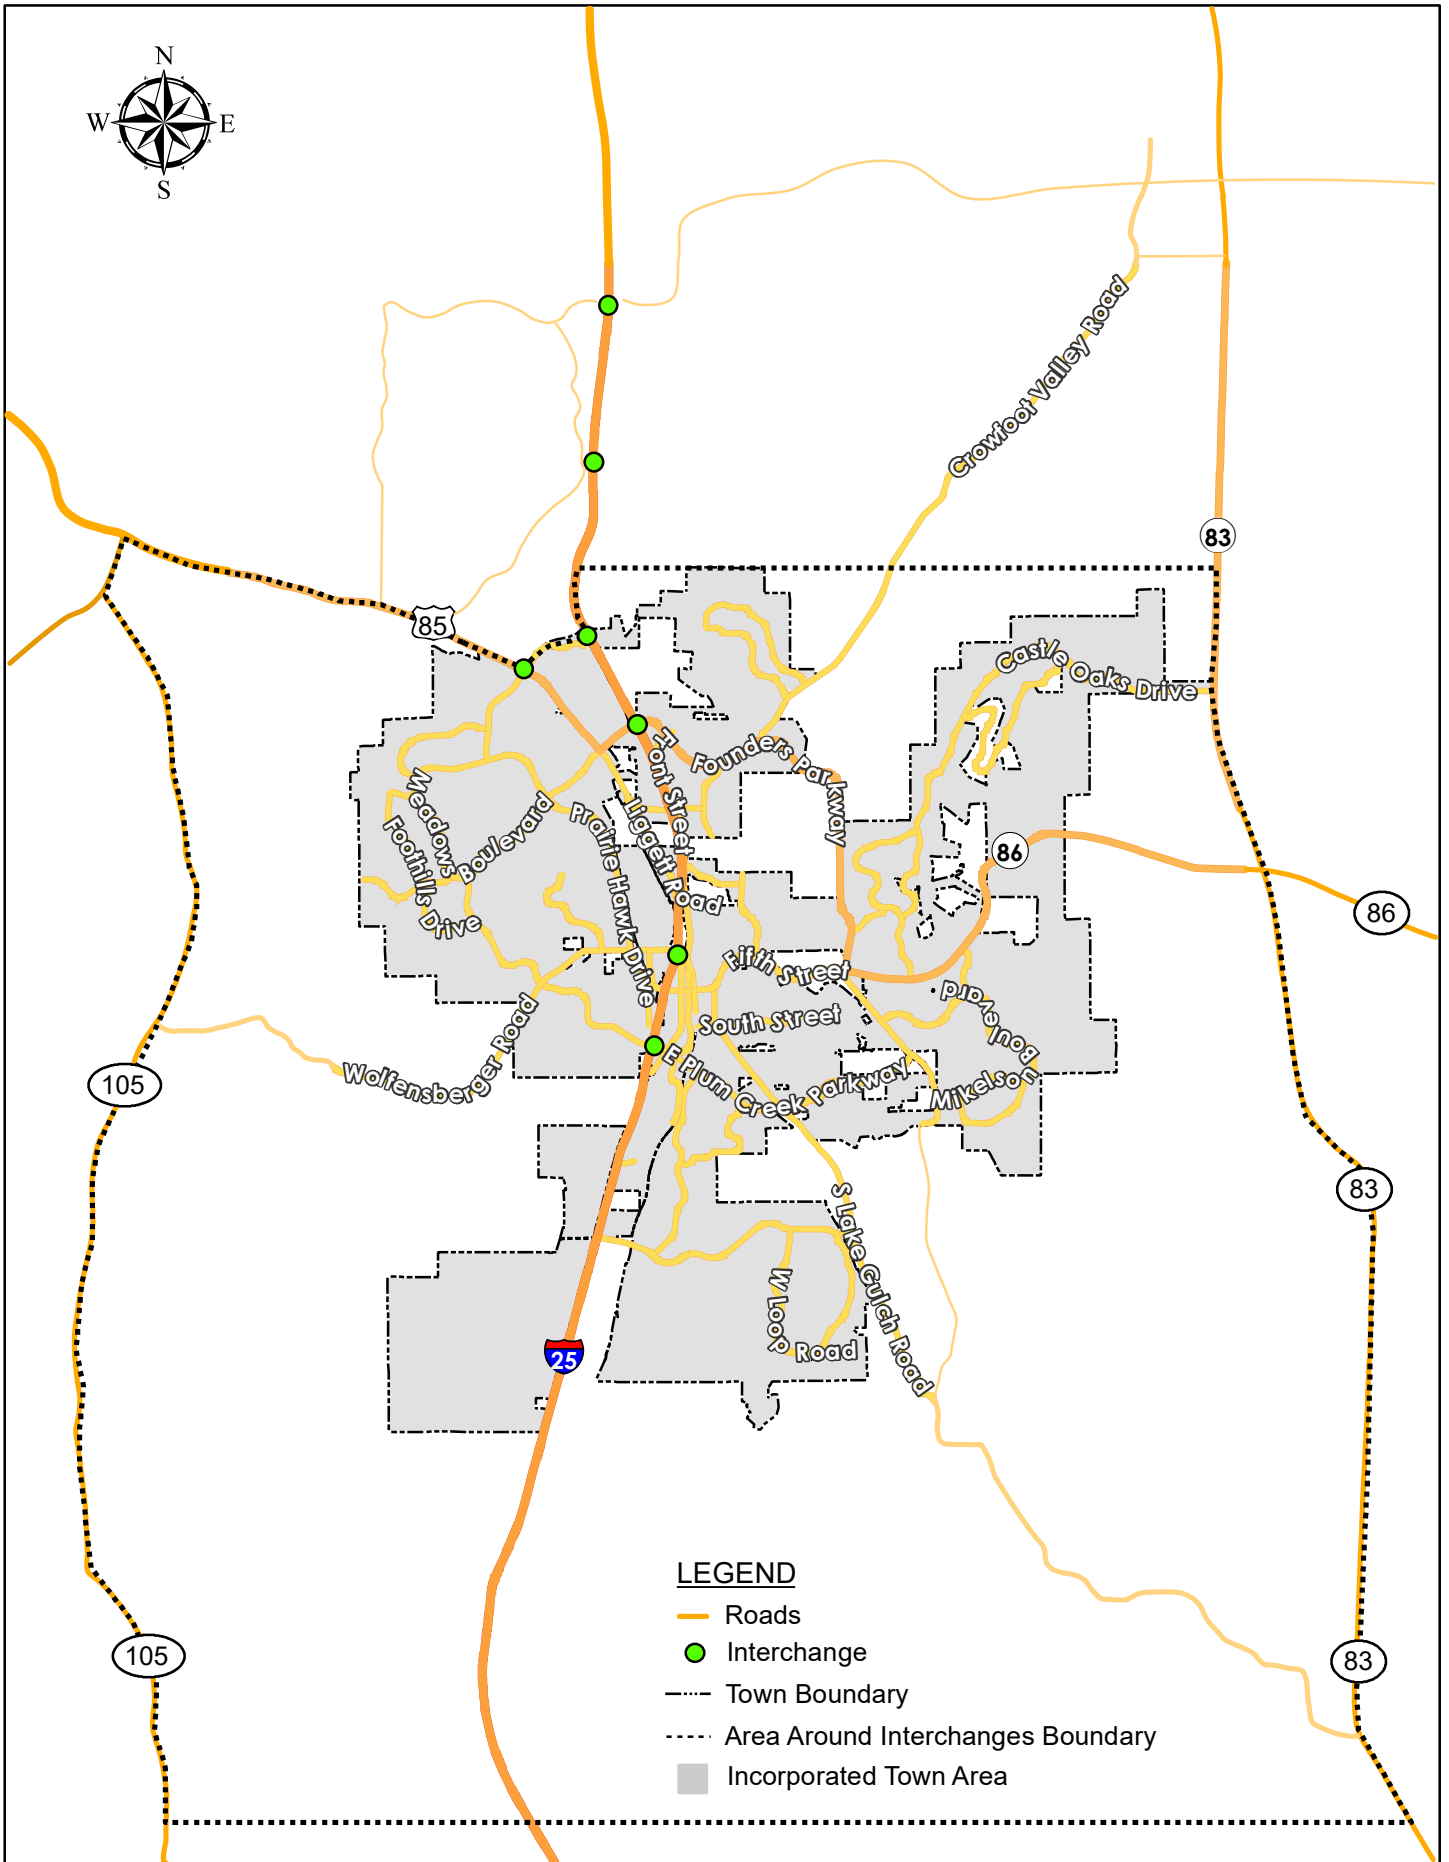 N
W E
S
Crowfoot Valley Road
83
85
Castle Oaks Drive
Front Street
Founders Parkway
Meadows Boulevard
Foothills Drive
Prairie Hawk Drive
Liggett Road
86
86
Fifth Street
South Street
Mikelson Boulevard
Wolfensberger Road
E Plum Creek Parkway
105
83
S Lake Gulch Road
W Loop Road
25
LEGEND
Roads
Interchange
Town Boundary
Area Around Interchanges Boundary
Incorporated Town Area
105
83